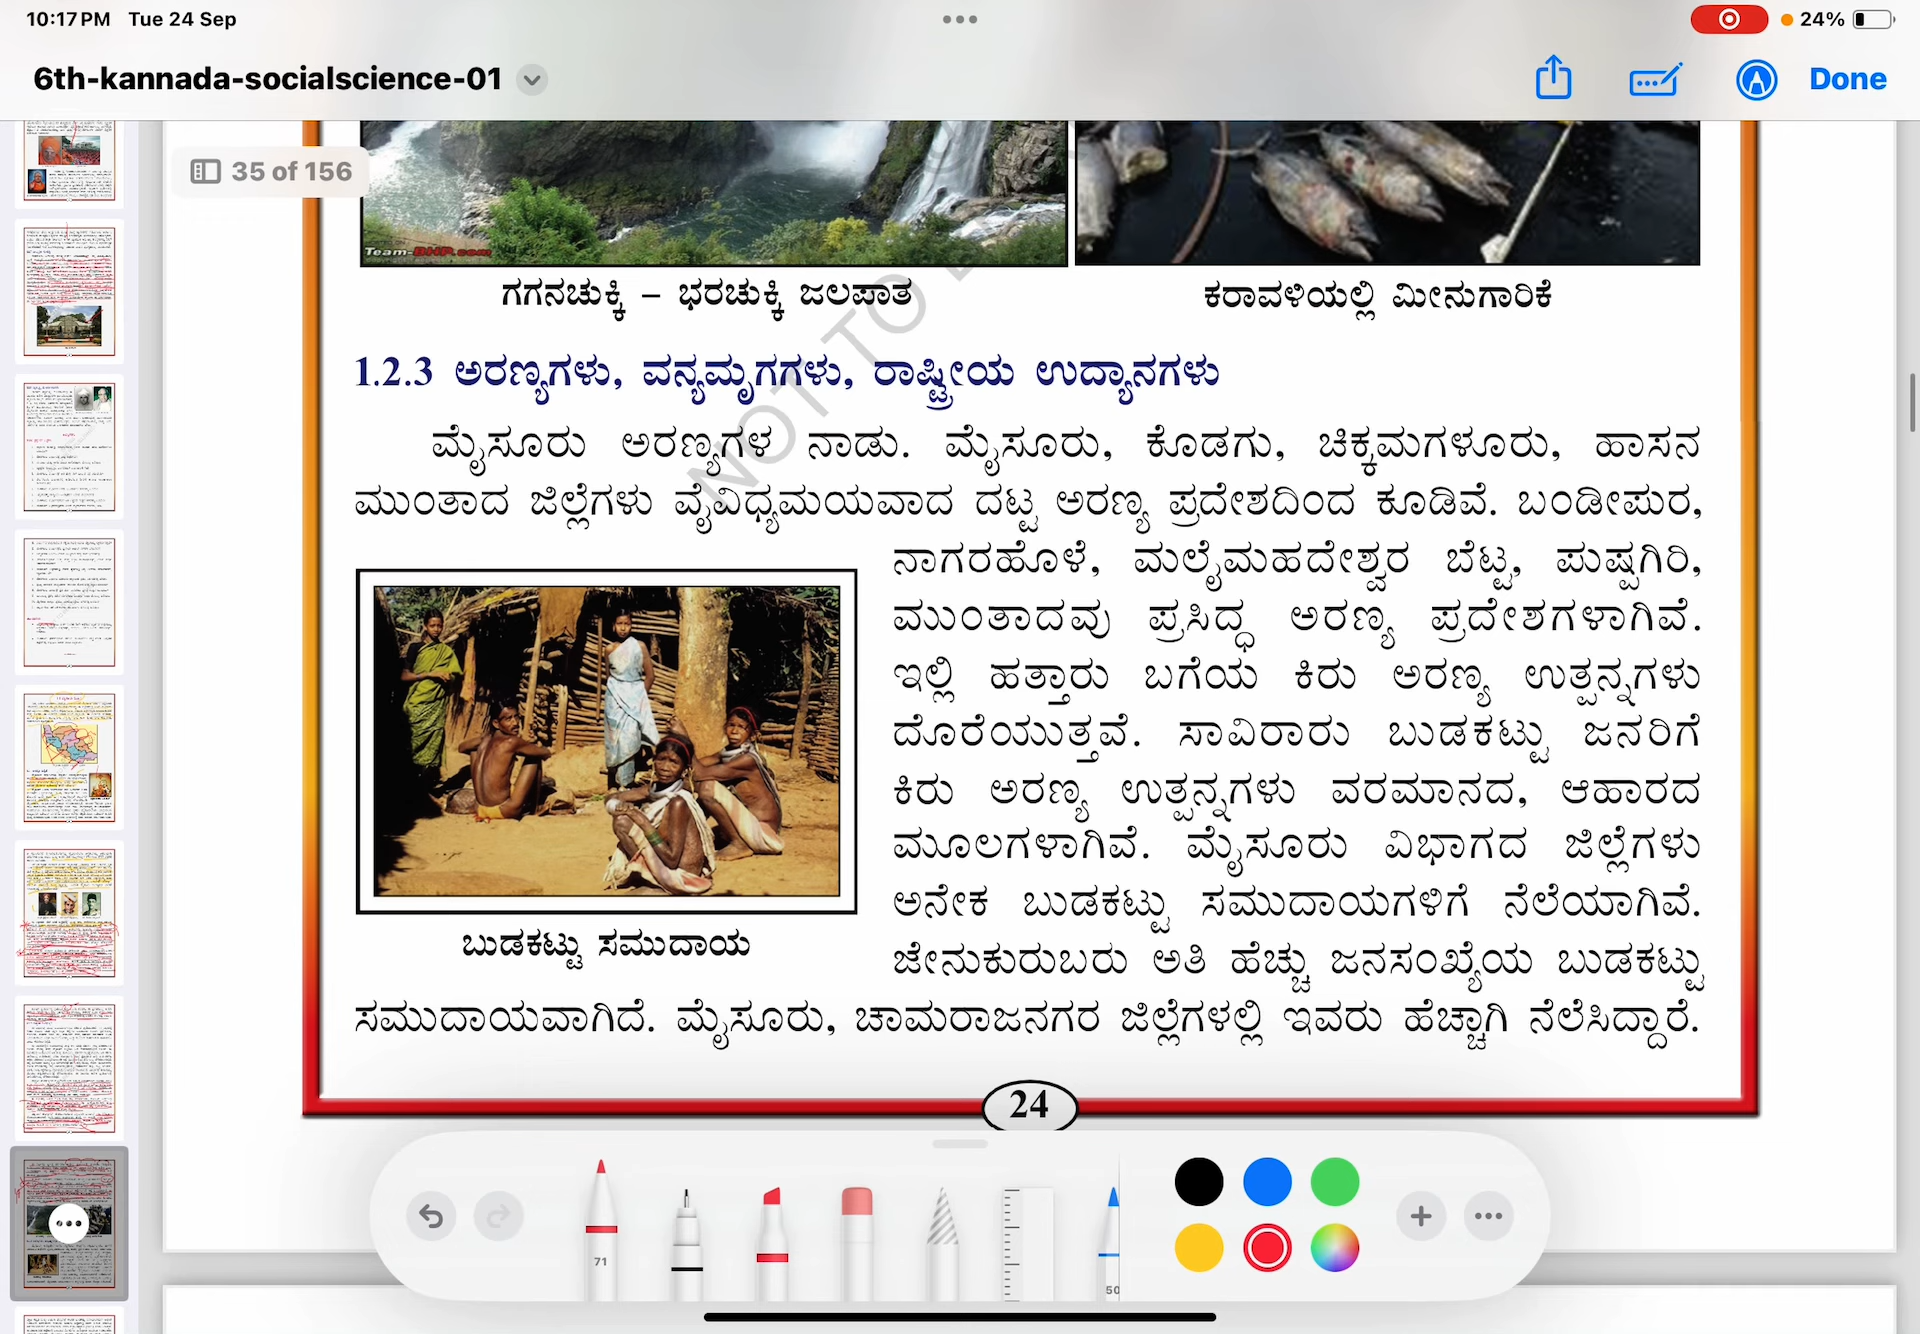 10:17 PM Tue 24 Sep
24%
6th-kannada-socialscience-01
Done
35 of 156
Team-BHP.com
ಗಗನಚುಕ್ಕಿ – ಭರಚುಕ್ಕಿ ಜಲಪಾತ
ಕರಾವಳಿಯಲ್ಲಿ ಮೀನುಗಾರಿಕೆ
NOT TO
1.2.3 ಅರಣ್ಯಗಳು, ವನ್ಯಮೃಗಗಳು, ರಾಷ್ಟ್ರೀಯ ಉದ್ಯಾನಗಳು
ಮೈಸೂರು ಅರಣ್ಯಗಳ ನಾಡು. ಮೈಸೂರು, ಕೊಡಗು, ಚಿಕ್ಕಮಗಳೂರು, ಹಾಸನ
ಮುಂತಾದ ಜಿಲ್ಲೆಗಳು ವೈವಿಧ್ಯಮಯವಾದ ದಟ್ಟ ಅರಣ್ಯ ಪ್ರದೇಶದಿಂದ ಕೂಡಿವೆ. ಬಂಡೀಪುರ,
ನಾಗರಹೊಳೆ, ಮಲೈಮಹದೇಶ್ವರ ಬೆಟ್ಟ, ಪುಷ್ಪಗಿರಿ,
ಮುಂತಾದವು ಪ್ರಸಿದ್ಧ ಅರಣ್ಯ ಪ್ರದೇಶಗಳಾಗಿವೆ.
ಇಲ್ಲಿ ಹತ್ತಾರು ಬಗೆಯ ಕಿರು ಅರಣ್ಯ ಉತ್ಪನ್ನಗಳು
ದೊರೆಯುತ್ತವೆ. ಸಾವಿರಾರು ಬುಡಕಟ್ಟು ಜನರಿಗೆ
ಕಿರು ಅರಣ್ಯ ಉತ್ಪನ್ನಗಳು ವರಮಾನದ, ಆಹಾರದ
ಮೂಲಗಳಾಗಿವೆ. ಮೈಸೂರು ವಿಭಾಗದ ಜಿಲ್ಲೆಗಳು
ಅನೇಕ ಬುಡಕಟ್ಟು ಸಮುದಾಯಗಳಿಗೆ ನೆಲೆಯಾಗಿವೆ.
ಬುಡಕಟ್ಟು ಸಮುದಾಯ
ಜೇನುಕುರುಬರು ಅತಿ ಹೆಚ್ಚು ಜನಸಂಖ್ಯೆಯ ಬುಡಕಟ್ಟು
ಸಮುದಾಯವಾಗಿದೆ. ಮೈಸೂರು, ಚಾಮರಾಜನಗರ ಜಿಲ್ಲೆಗಳಲ್ಲಿ ಇವರು ಹೆಚ್ಚಾಗಿ ನೆಲೆಸಿದ್ದಾರೆ.
24
71
50